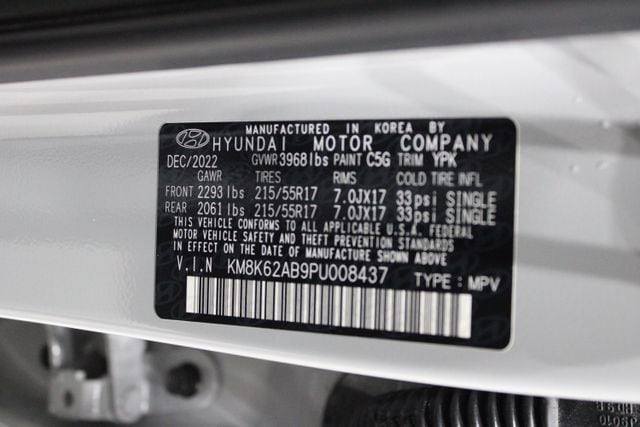 MANUFACTURED IN KOREA BY
HYUNDAI MOTOR COMPANY
DEC/2022 GVWR 3968lbs PAINT C5G TRIM YPK
GAWR TIRES RIMS COLD TIRE INFL
FRONT 2293 lbs 215/55R17 7.0JX17 33psi SINGLE
REAR 2061 lbs 215/55R17 7.0JX17 33psi SINGLE
THIS VEHICLE CONFORMS TO ALL APPLICABLE U.S.A. FEDERAL
MOTOR VEHICLE SAFETY AND THEFT PREVENTION STANDARDS
IN EFFECT ON THE DATE OF MANUFACTURE SHOWN ABOVE.
V.I.N KM8K62AB9PU008437 TYPE : MPV